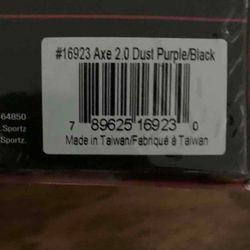 #16923 Axe 2.0 Dust Purple/Black
64850
.Sportz
Sportz.
7 89625 16923 0
Made in Taiwan/Fabriqué à Taiwan